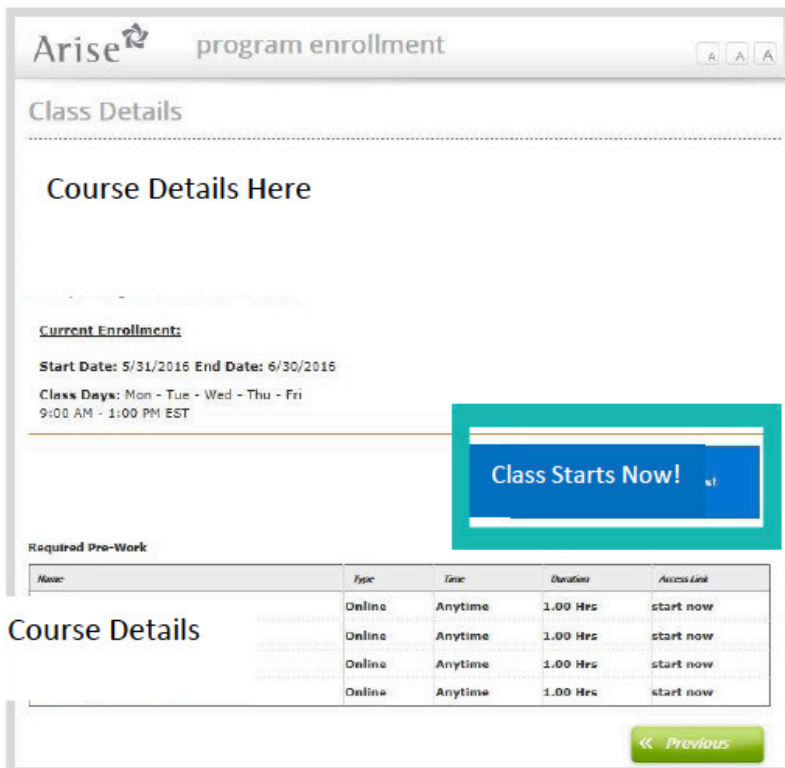 Arise program enrollment
A A A
Class Details
Course Details Here
Current Enrollment:
Start Date: 5/31/2016 End Date: 6/30/2016
Class Days: Mon - Tue - Wed - Thu - Fri
9:00 AM - 1:00 PM EST
Class Starts Now!
Required Pre-Work
Name Type Time Duration Access Link
Online Anytime 1.00 Hrs start now
Course Details
Online Anytime 1.00 Hrs start now
Online Anytime 1.00 Hrs start now
Online Anytime 1.00 Hrs start now
« Previous